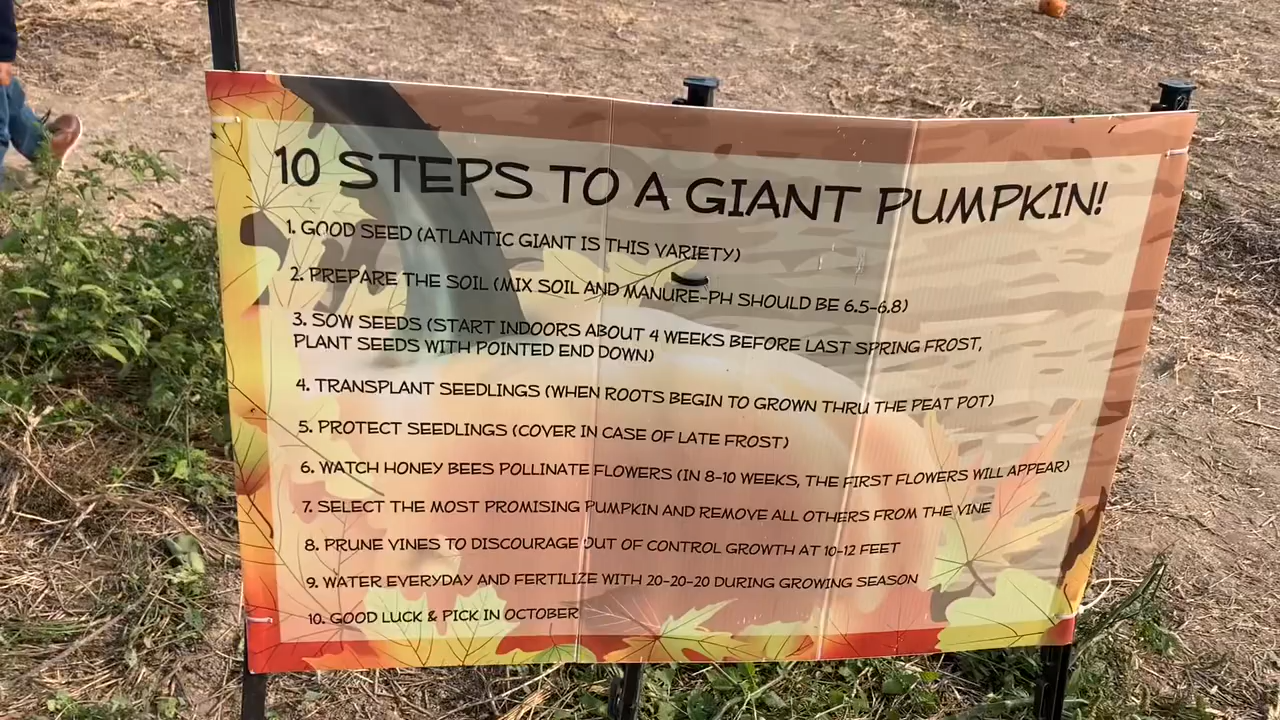 10 STEPS TO A GIANT PUMPKIN!
1. GOOD SEED (ATLANTIC GIANT IS THIS VARIETY)
2. PREPARE THE SOIL (MIX SOIL AND MANURE-PH SHOULD BE 6.5-6.8)
3. SOW SEEDS (START INDOORS ABOUT 4 WEEKS BEFORE LAST SPRING FROST,
PLANT SEEDS WITH POINTED END DOWN)
4. TRANSPLANT SEEDLINGS (WHEN ROOTS BEGIN TO GROWN THRU THE PEAT POT)
5. PROTECT SEEDLINGS (COVER IN CASE OF LATE FROST)
6. WATCH HONEY BEES POLLINATE FLOWERS (IN 8-10 WEEKS, THE FIRST FLOWERS WILL APPEAR)
7. SELECT THE MOST PROMISING PUMPKIN AND REMOVE ALL OTHERS FROM THE VINE
8. PRUNE VINES TO DISCOURAGE OUT OF CONTROL GROWTH AT 10-12 FEET
9. WATER EVERYDAY AND FERTILIZE WITH 20-20-20 DURING GROWING SEASON
10. GOOD LUCK & PICK IN OCTOBER